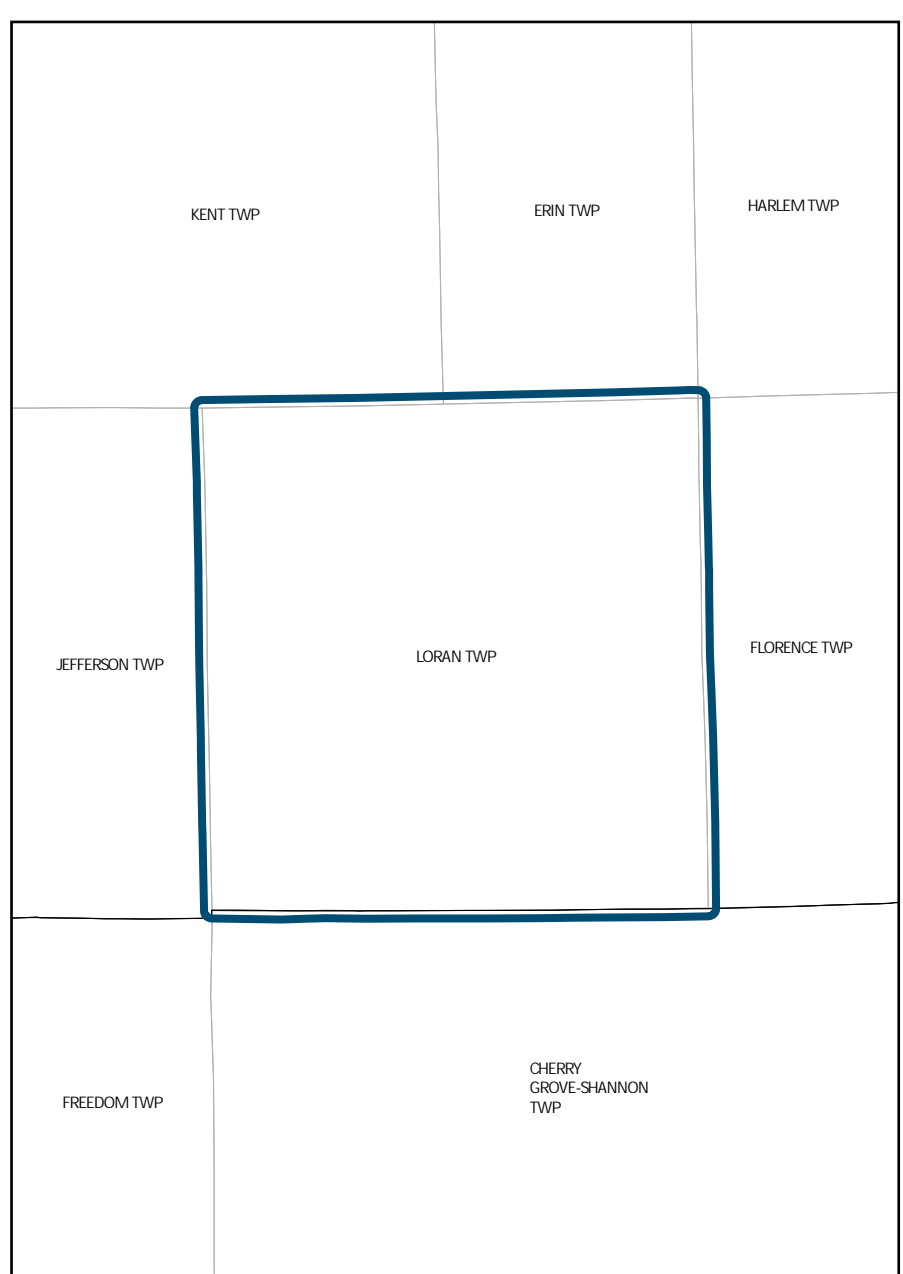 KENT TWP
ERIN TWP
HARLEM TWP
JEFFERSON TWP
LORAN TWP
FLORENCE TWP
FREEDOM TWP
CHERRY
GROVE-SHANNON
TWP